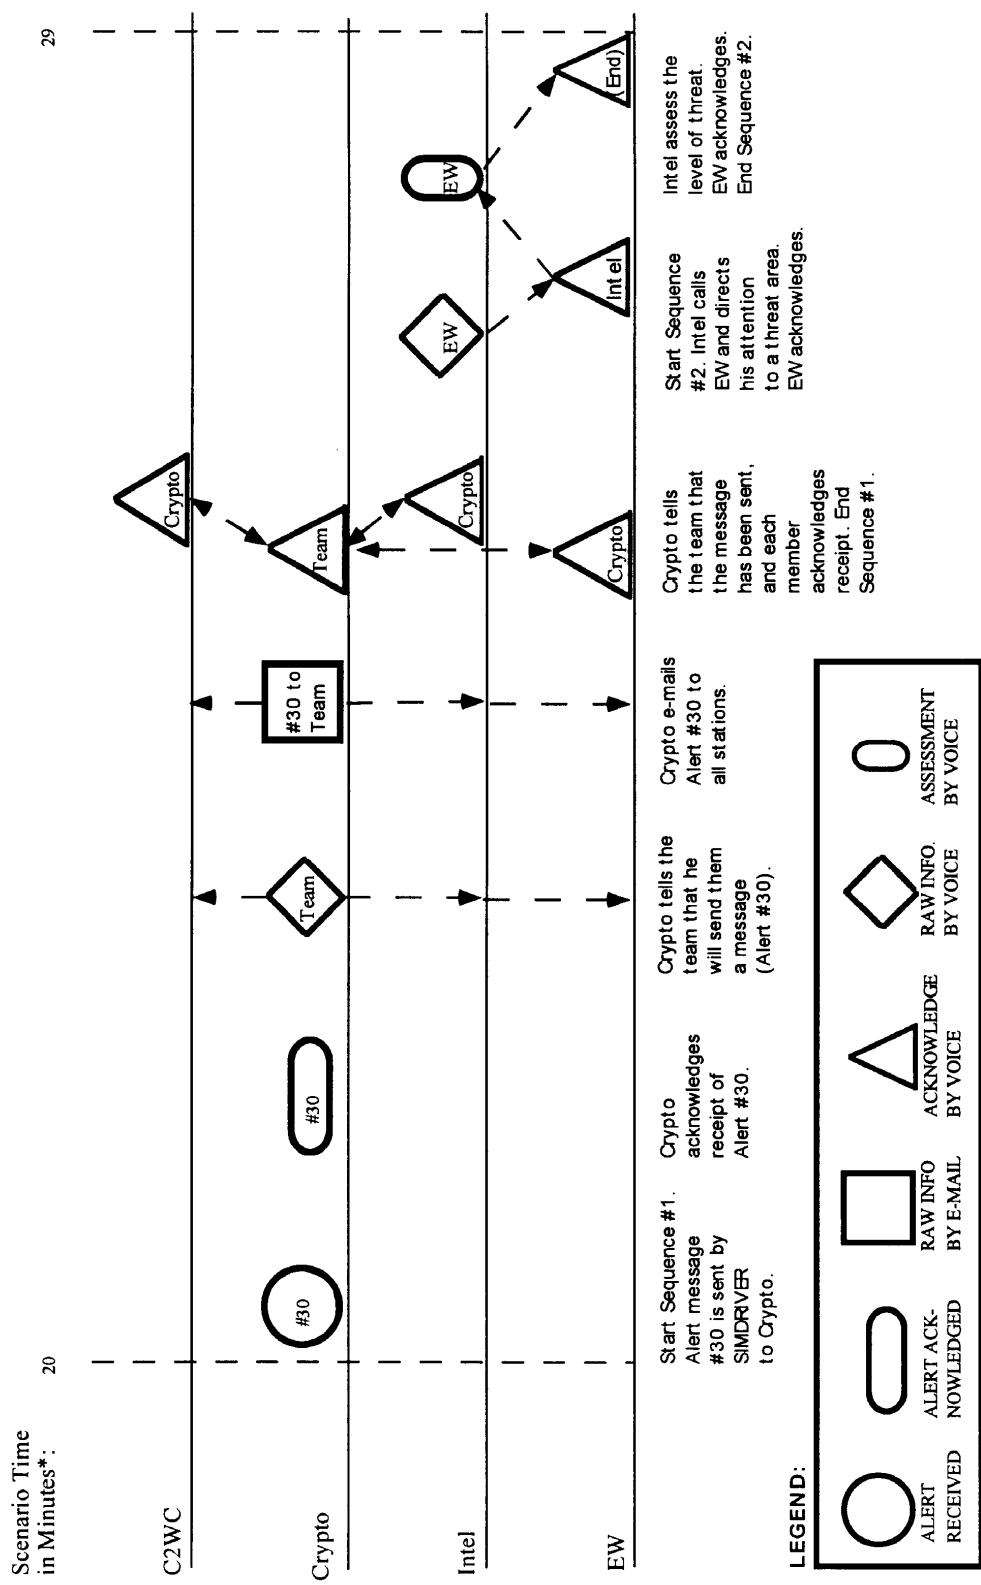 Scenario Time
in Minutes*:
20
29
C2WC
Crypto
Crypto
#30
#30
Team
#30 to
Team
Team
Intel
Crypto
EW
EW
EW
Crypto
Intel
(End)
Start Sequence #1.
Alert message
#30 is sent by
SIMDRIVER
to Crypto.
Crypto
acknowledges
receipt of
Alert #30.
Crypto tells the
team that he
will send them
a message
(Alert #30).
Crypto e-mails
Alert #30 to
all stations.
Crypto tells
the team that
the message
has been sent,
and each
member
acknowledges
receipt. End
Sequence #1.
Start Sequence
#2. Intel calls
EW and directs
his attention
to a threat area.
EW acknowledges.
Intel assess the
level of threat.
EW acknowledges.
End Sequence #2.
LEGEND:
ALERT
RECEIVED
ALERT ACK-
NOWLEDGED
RAW INFO
BY E-MAIL
ACKNOWLEDGE
BY VOICE
RAW INFO.
BY VOICE
ASSESSMENT
BY VOICE